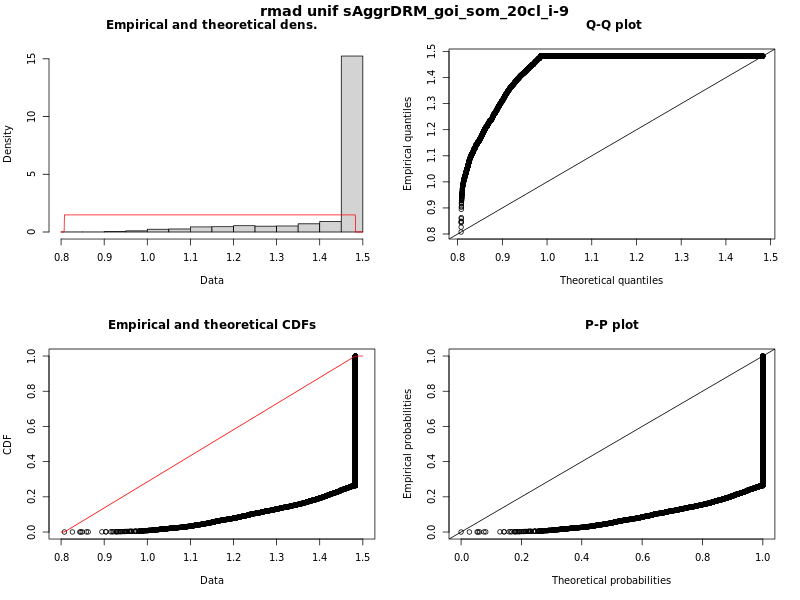 rmad unif sAggrDRM_goi_som_20cl_i-9
Empirical and theoretical dens.
Density
0 5 10 15
0.8 0.9 1.0 1.1 1.2 1.3 1.4 1.5
Data
Q-Q plot
Empirical quantiles
0.8 0.9 1.0 1.1 1.2 1.3 1.4 1.5
0.8 0.9 1.0 1.1 1.2 1.3 1.4 1.5
Theoretical quantiles
Empirical and theoretical CDFs
CDF
0.0 0.2 0.4 0.6 0.8 1.0
0.8 0.9 1.0 1.1 1.2 1.3 1.4 1.5
Data
P-P plot
Empirical probabilities
0.0 0.2 0.4 0.6 0.8 1.0
0.0 0.2 0.4 0.6 0.8 1.0
Theoretical probabilities